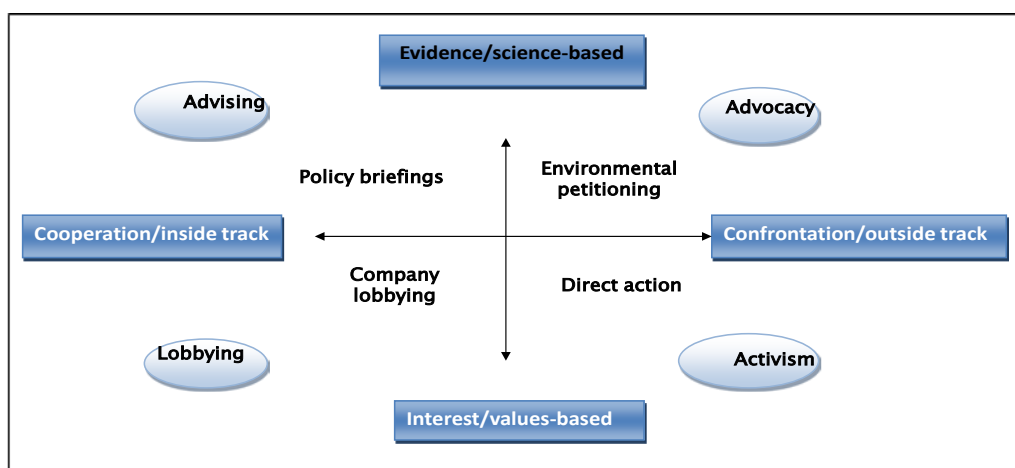 Evidence/science-based
Advising
Advocacy
Policy briefings
Environmental
petitioning
Cooperation/inside track
Confrontation/outside track
Company
lobbying
Direct action
Lobbying
Activism
Interest/values-based